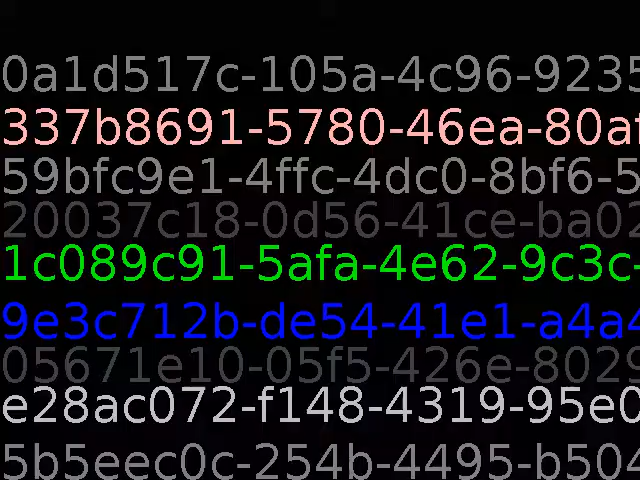 0a1d517c-105a-4c96-9235
337b8691-5780-46ea-80af
59bfc9e1-4ffc-4dc0-8bf6-5
20037c18-0d56-41ce-ba02
1c089c91-5afa-4e62-9c3c-
9e3c712b-de54-41e1-a4a4
05671e10-05f5-426e-8029
e28ac072-f148-4319-95e0
5b5eec0c-254b-4495-b504